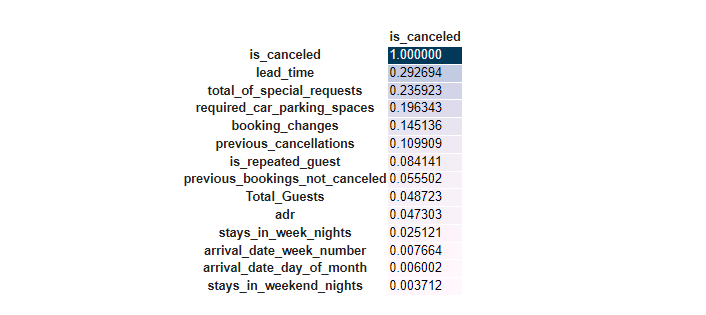 is_canceled
is_canceled 1.000000
lead_time 0.292694
total_of_special_requests 0.235923
required_car_parking_spaces 0.196343
booking_changes 0.145136
previous_cancellations 0.109909
is_repeated_guest 0.084141
previous_bookings_not_canceled 0.055502
Total_Guests 0.048723
adr 0.047303
stays_in_week_nights 0.025121
arrival_date_week_number 0.007664
arrival_date_day_of_month 0.006002
stays_in_weekend_nights 0.003712